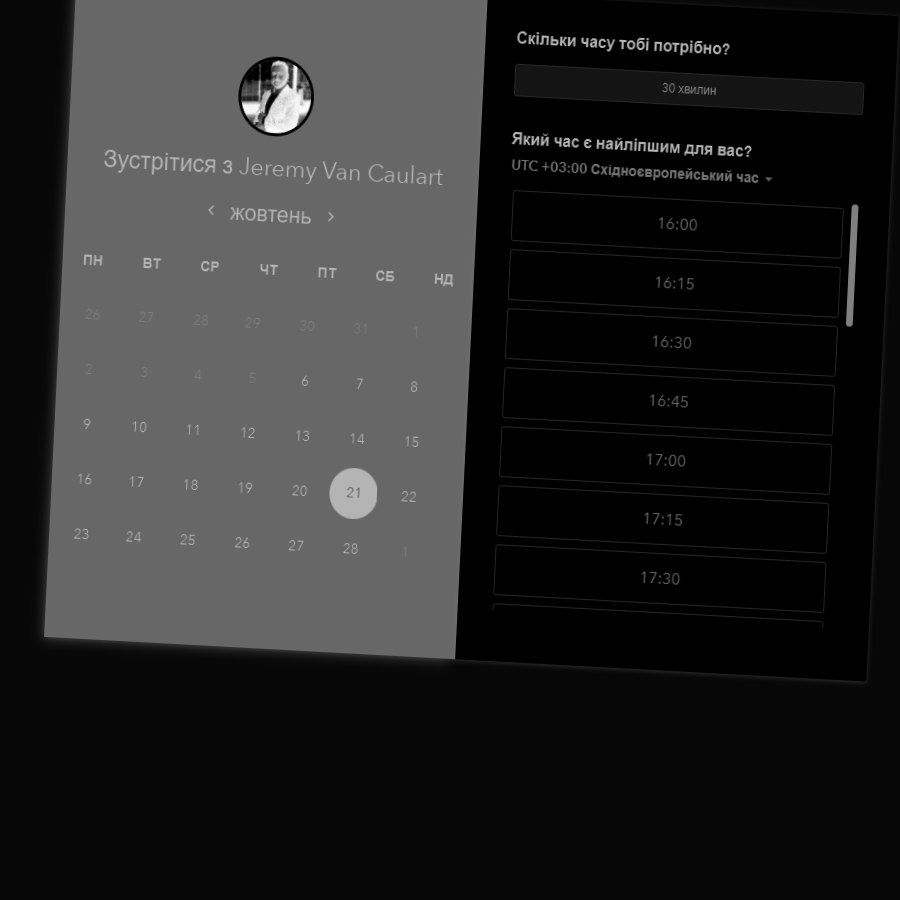 Зустрітися з Jeremy Van Caulart
‹ жовтень ›
ПН ВТ СР ЧТ ПТ СБ НД
26 27 28 29 30 31 1
2 3 4 5 6 7 8
9 10 11 12 13 14 15
16 17 18 19 20 21 22
23 24 25 26 27 28 1
Скільки часу тобі потрібно?
30 хвилин
Який час є найліпшим для вас?
UTC +03:00 Східноєвропейський час
16:00
16:15
16:30
16:45
17:00
17:15
17:30